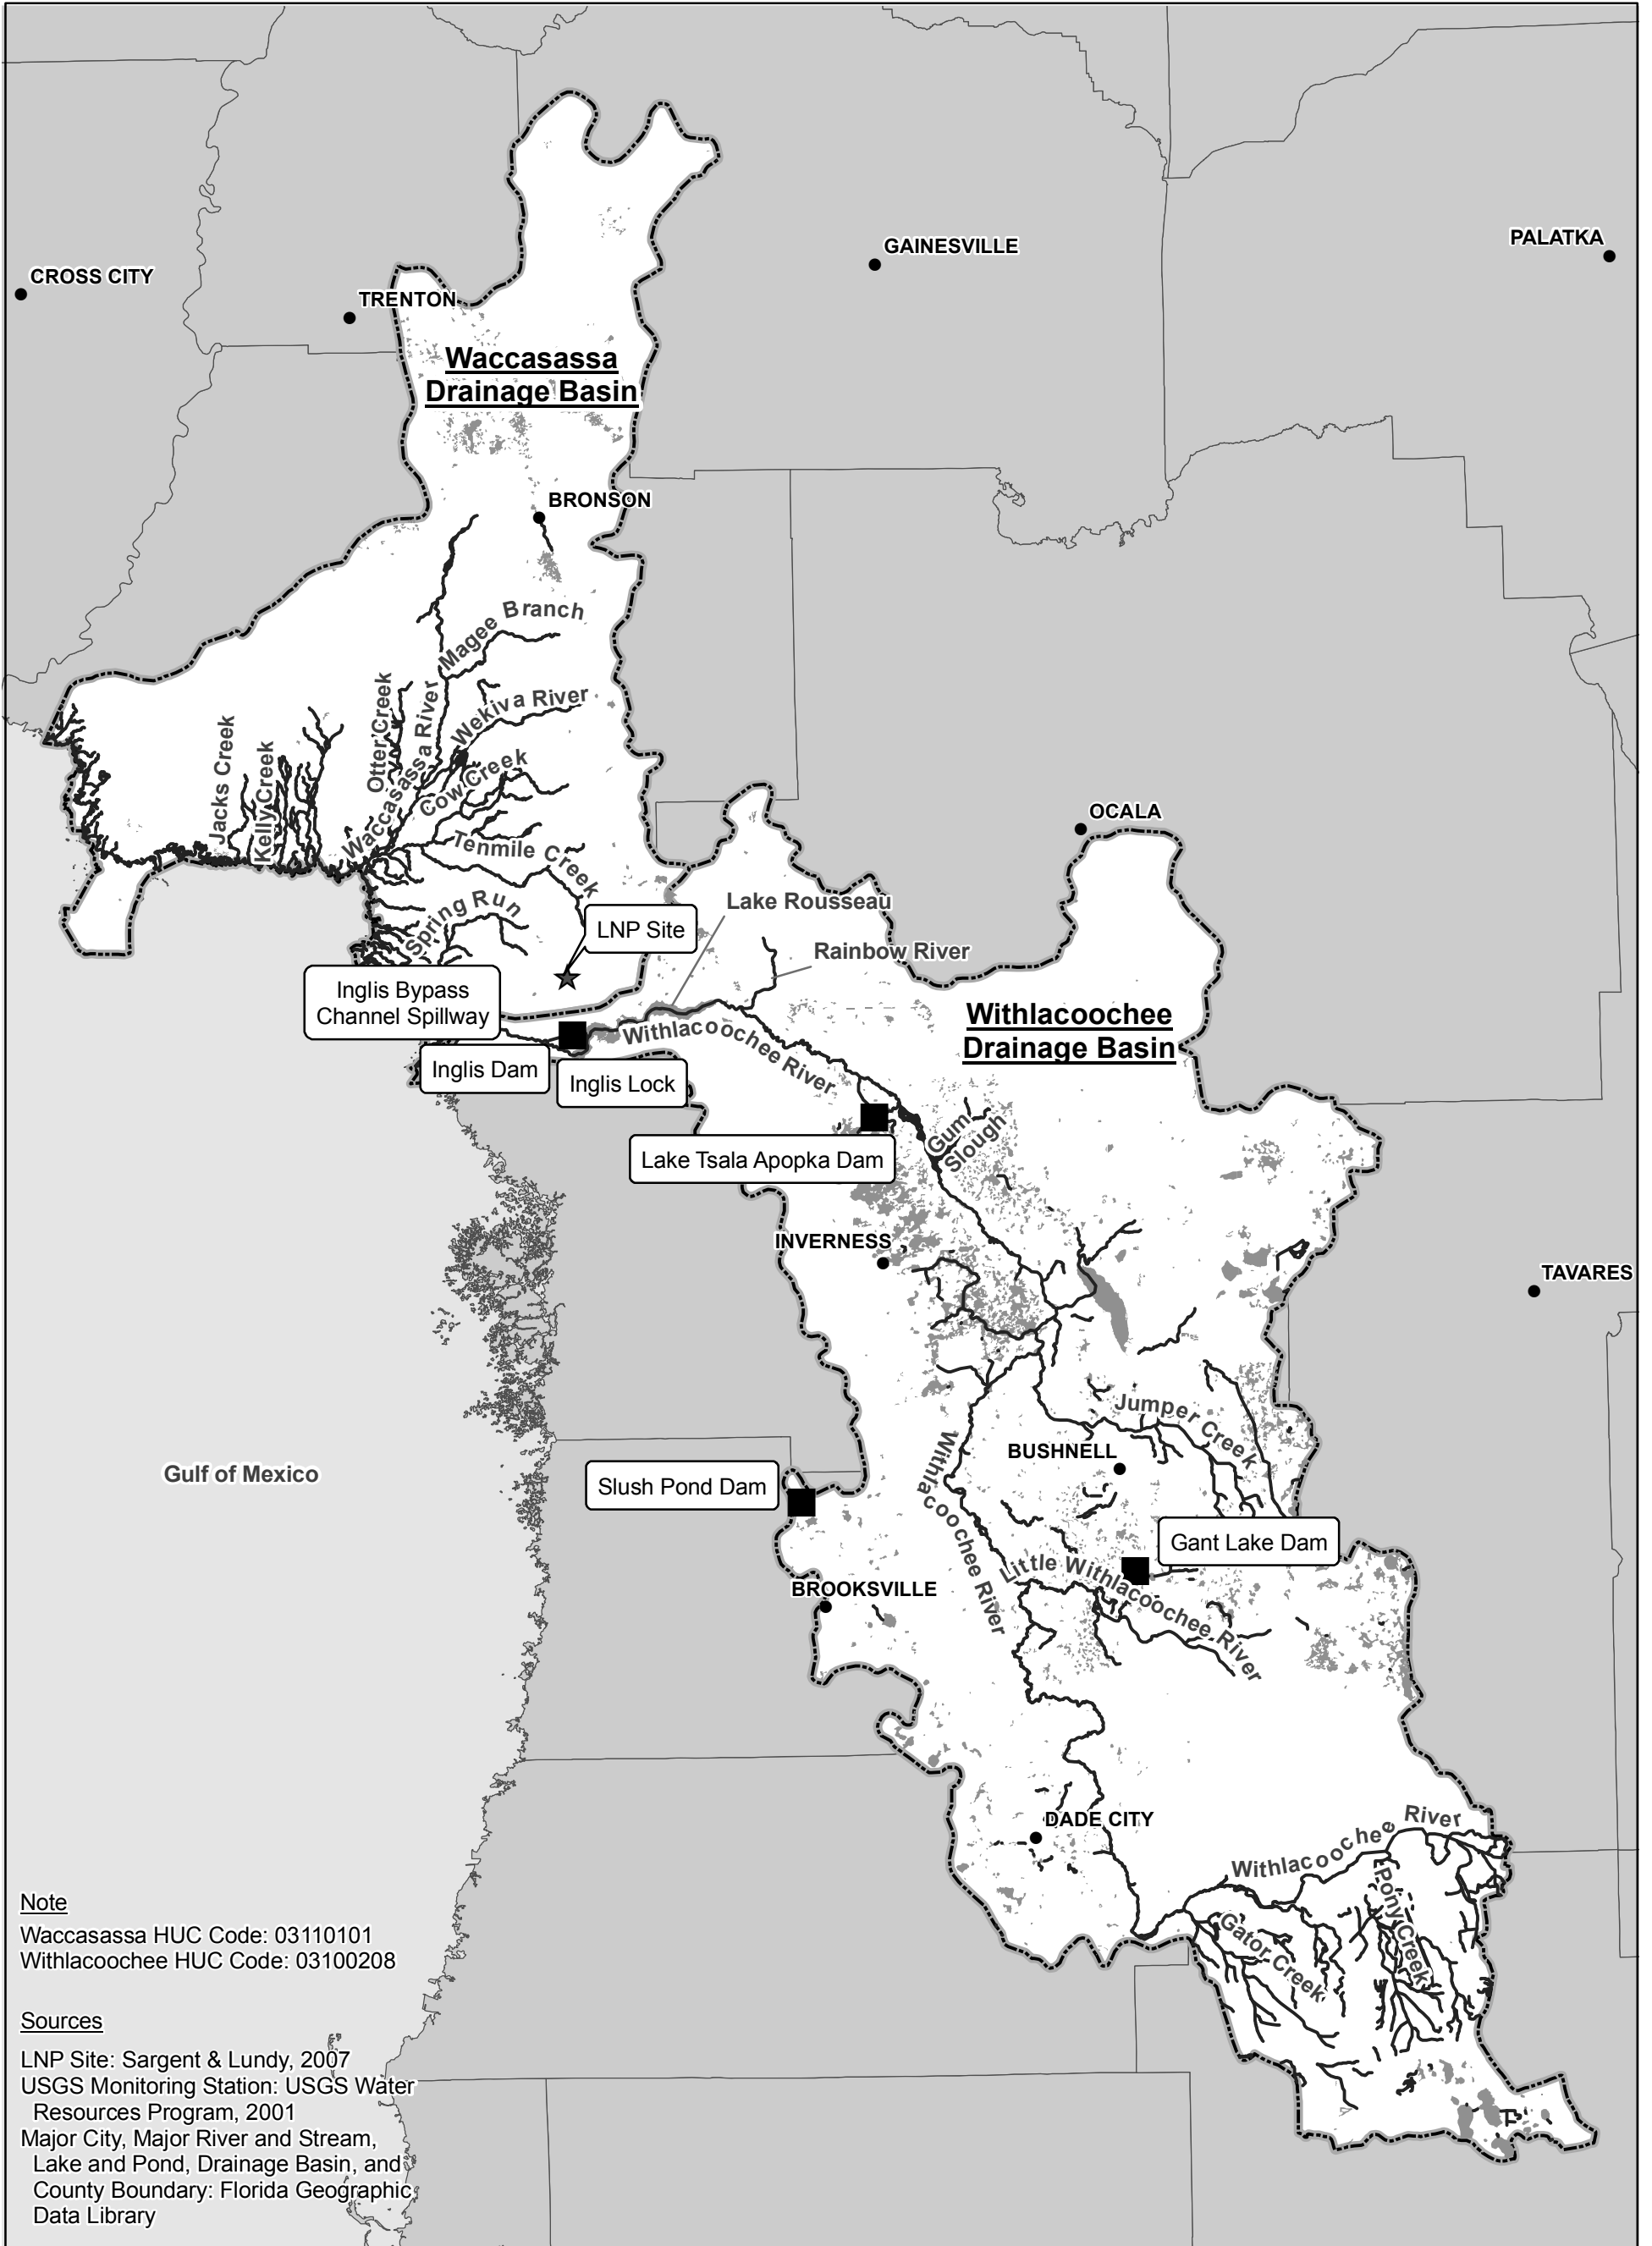 GAINESVILLE
PALATKA
CROSS CITY
TRENTON
Waccasassa
Drainage Basin
BRONSON
Magee Branch
Otter Creek
Waccasassa River
Wekiva River
Jacks Creek
Kelly Creek
Cow Creek
Tenmile Creek
OCALA
Spring Run
LNP Site
Lake Rousseau
Rainbow River
Inglis Bypass
Channel Spillway
Withlacoochee
Drainage Basin
Withlacoochee River
Inglis Dam
Inglis Lock
Gum
Slough
Lake Tsala Apopka Dam
INVERNESS
TAVARES
Jumper Creek
BUSHNELL
Gulf of Mexico
Slush Pond Dam
Withlacoochee River
Gant Lake Dam
Little Withlacoochee River
BROOKSVILLE
DADE CITY
Withlacoochee River
Pony Creek
Gator Creek
Note
Waccasassa HUC Code: 03110101
Withlacoochee HUC Code: 03100208
Sources
LNP Site: Sargent & Lundy, 2007
USGS Monitoring Station: USGS Water
Resources Program, 2001
Major City, Major River and Stream,
Lake and Pond, Drainage Basin, and
County Boundary: Florida Geographic
Data Library